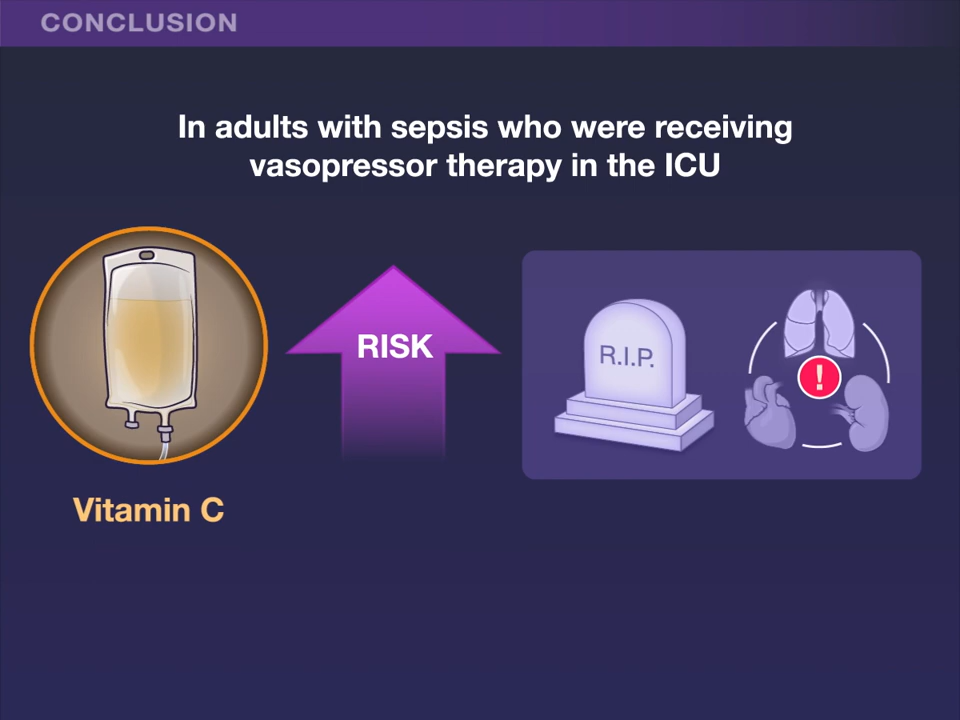 CONCLUSION
In adults with sepsis who were receiving
vasopressor therapy in the ICU
RISK
R.I.P.
!
Vitamin C